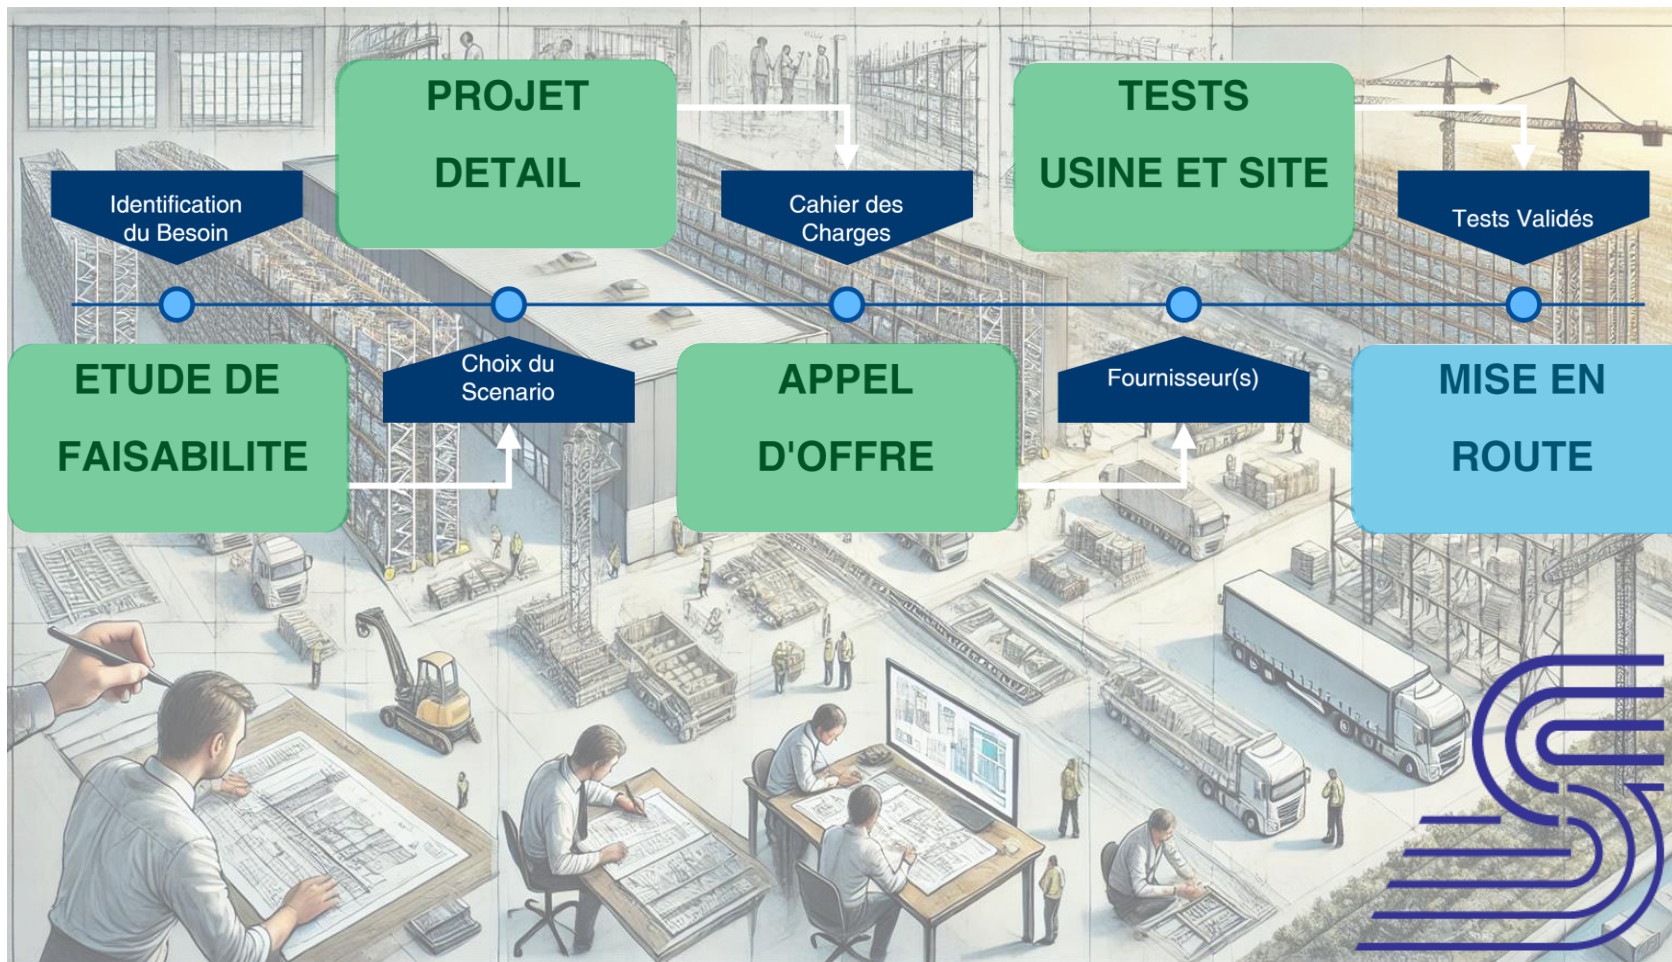 PROJET
DETAIL
TESTS
USINE ET SITE
Identification
du Besoin
Cahier des
Charges
Tests Validés
ETUDE DE
FAISABILITE
Choix du
Scenario
APPEL
D'OFFRE
Fournisseur(s)
MISE EN
ROUTE